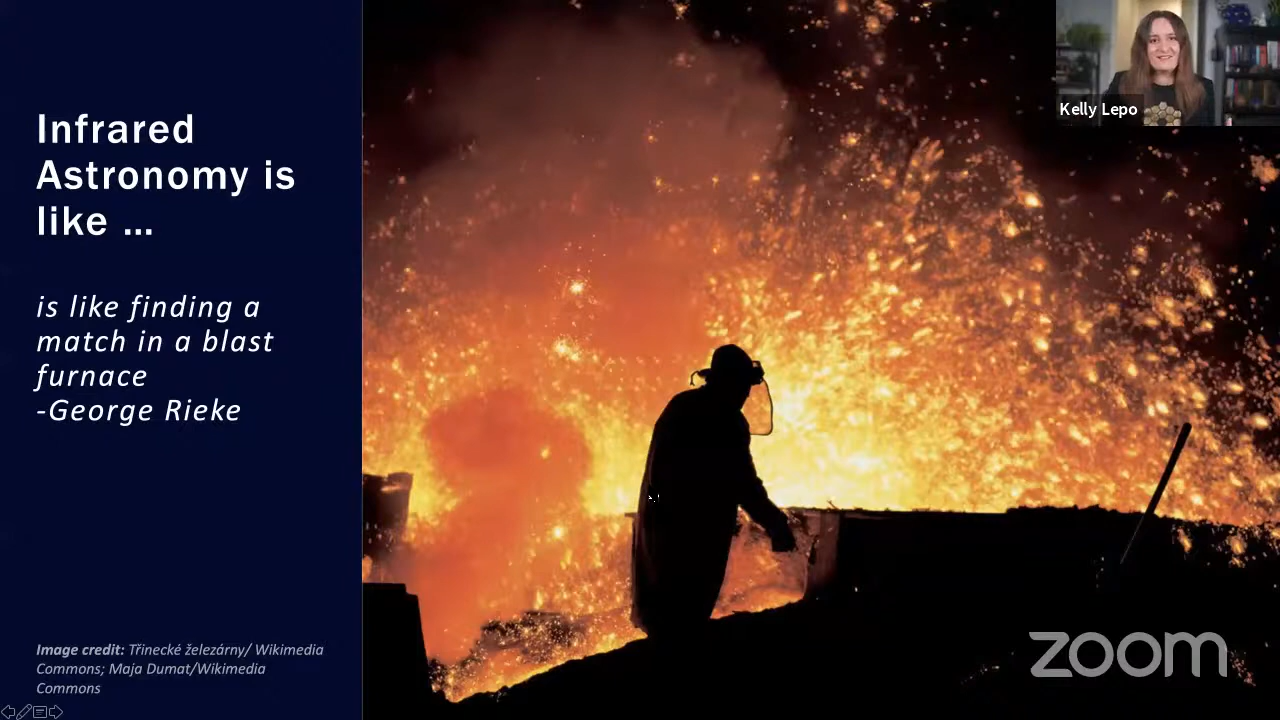 Infrared
Astronomy is
like ...
is like finding a
match in a blast
furnace
-George Rieke
Image credit: Třinecké železárny/ Wikimedia
Commons; Maja Dumat/Wikimedia
Commons
Kelly Lepo
zoom